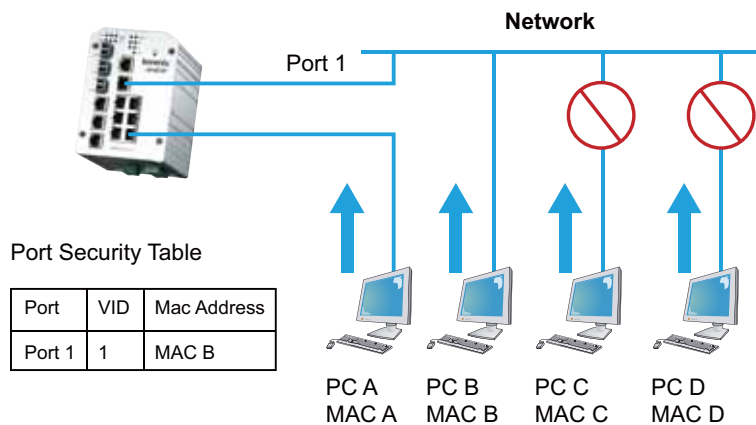 Network
Port 1
Port Security Table
Port VID Mac Address
Port 1 1 MAC B
PC A PC B PC C PC D
MAC A MAC B MAC C MAC D